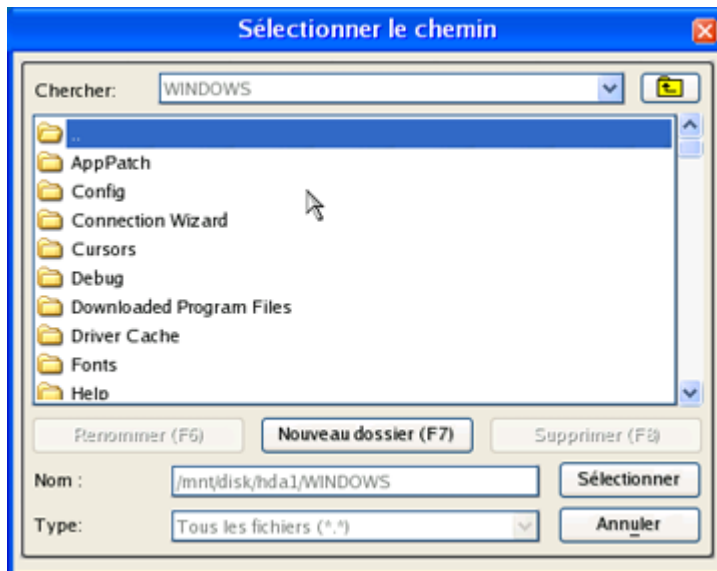 Sélectionner le chemin
Chercher: WINDOWS
..
AppPatch
Config
Connection Wizard
Cursors
Debug
Downloaded Program Files
Driver Cache
Fonts
Help
Renommer (F6) Nouveau dossier (F7) Supprimer (F8)
Nom : /mnt/disk/hda1/WINDOWS Sélectionner
Type: Tous les fichiers (*.*) Annuler